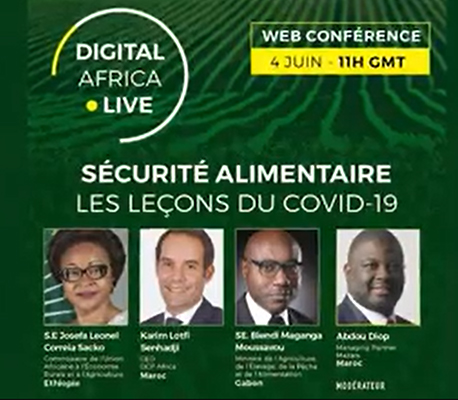 DIGITAL
AFRICA
LIVE
WEB CONFÉRENCE
4 JUIN - 11H GMT
SÉCURITÉ ALIMENTAIRE
LES LEÇONS DU COVID-19
S.E Josefa Leonel
Correia Sacko
Commissaire de l'Union
Africaine à l'Economie
Rurale et à l'Agriculture
Ethiopie
Karim Lotfi
Senhadji
CEO
OCP Africa
Maroc
SE. Biendi Maganga
Moussavou
Ministre de l'Agriculture,
de l'Élevage, de la Pêche
et de l'Alimentation
Gabon
Abdou Diop
Managing Partner
Mazars
Maroc
MODÉRATEUR